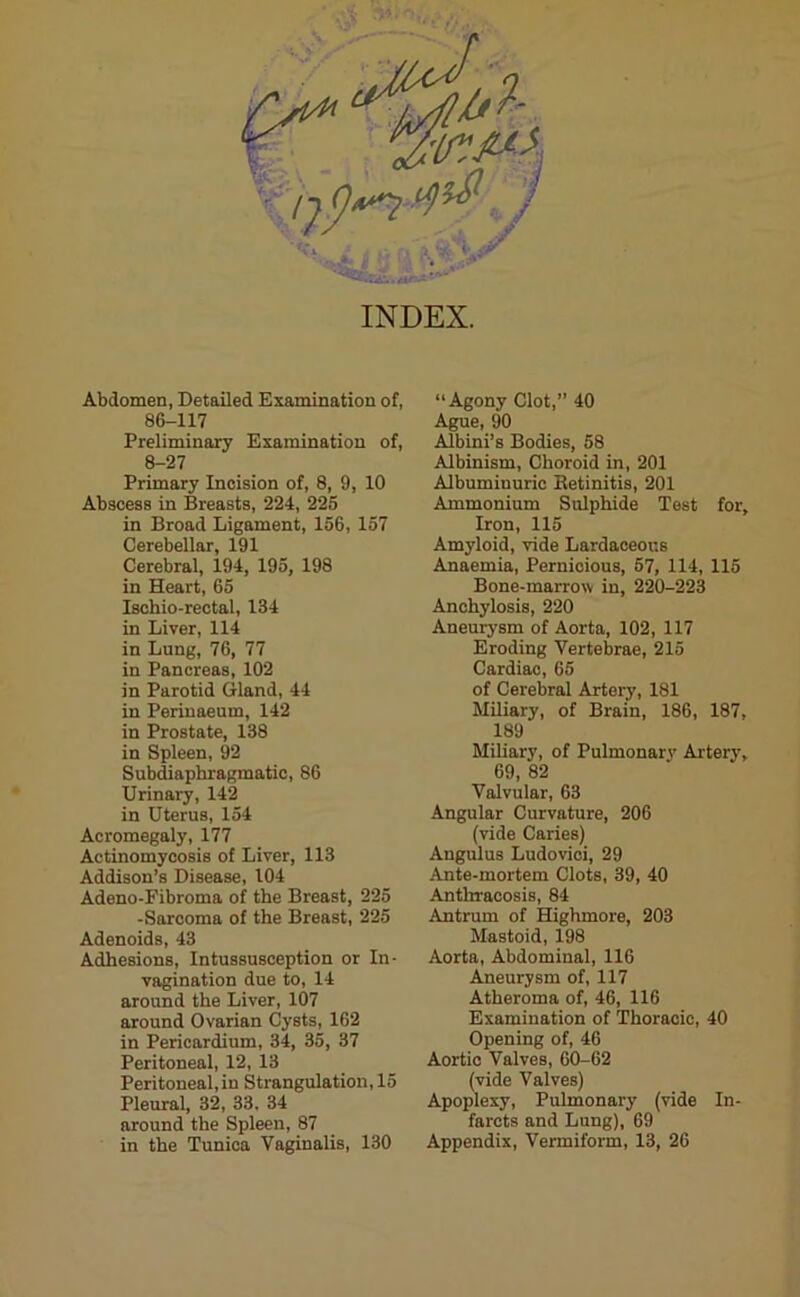 INDEX.
Abdomen, Detailed Examination of,
86-117
Preliminary Examination of,
8-27
Primary Incision of, 8, 9, 10
Abscess in Breasts, 224, 225
in Broad Ligament, 156, 157
Cerebellar, 191
Cerebral, 194, 195, 198
in Heart, 65
Ischio-rectal, 134
in Liver, 114
in Lung, 76, 77
in Pancreas, 102
in Parotid Gland, 44
in Perinaeum, 142
in Prostate, 138
in Spleen, 92
Subdiaphragmatic, 86
Urinary, 142
in Uterus, 154
Acromegaly, 177
Actinomycosis of Liver, 113
Addison's Disease, 104
Adeno-Fibroma of the Breast, 225
-Sarcoma of the Breast, 225
Adenoids, 43
Adhesions, Intussusception or In-
vagination due to, 14
around the Liver, 107
around Ovarian Cysts, 162
in Pericardium, 34, 35, 37
Peritoneal, 12, 13
Peritoneal, in Strangulation, 15
Pleural, 32, 33, 34
around the Spleen, 87
in the Tunica Vaginalis, 130
"Agony Clot," 40
Ague, 90
Albini's Bodies, 58
Albinism, Choroid in, 201
Albuminuric Retinitis, 201
Ammonium Sulphide Test for,
Iron, 115
Amyloid, vide Lardaceous
Anaemia, Pernicious, 57, 114, 115
Bone-marrow in, 220-223
Anchylosis, 220
Aneurysm of Aorta, 102, 117
Eroding Vertebrae, 215
Cardiac, 65
of Cerebral Artery, 181
Miliary, of Brain, 186, 187,
189
Miliary, of Pulmonary Artery,
69, 82
Valvular, 63
Angular Curvature, 206
(vide Caries)
Angulus Ludovici, 29
Ante-mortem Clots, 39, 40
Anthracosis, 84
Antrum of Highmore, 203
Mastoid, 198
Aorta, Abdominal, 116
Aneurysm of, 117
Atheroma of, 46, 116
Examination of Thoracic, 40
Opening of, 46
Aortic Valves, 60-62
(vide Valves)
Apoplexy, Pulmonary (vide In-
farcts and Lung), 69
Appendix, Vermiform, 13, 26